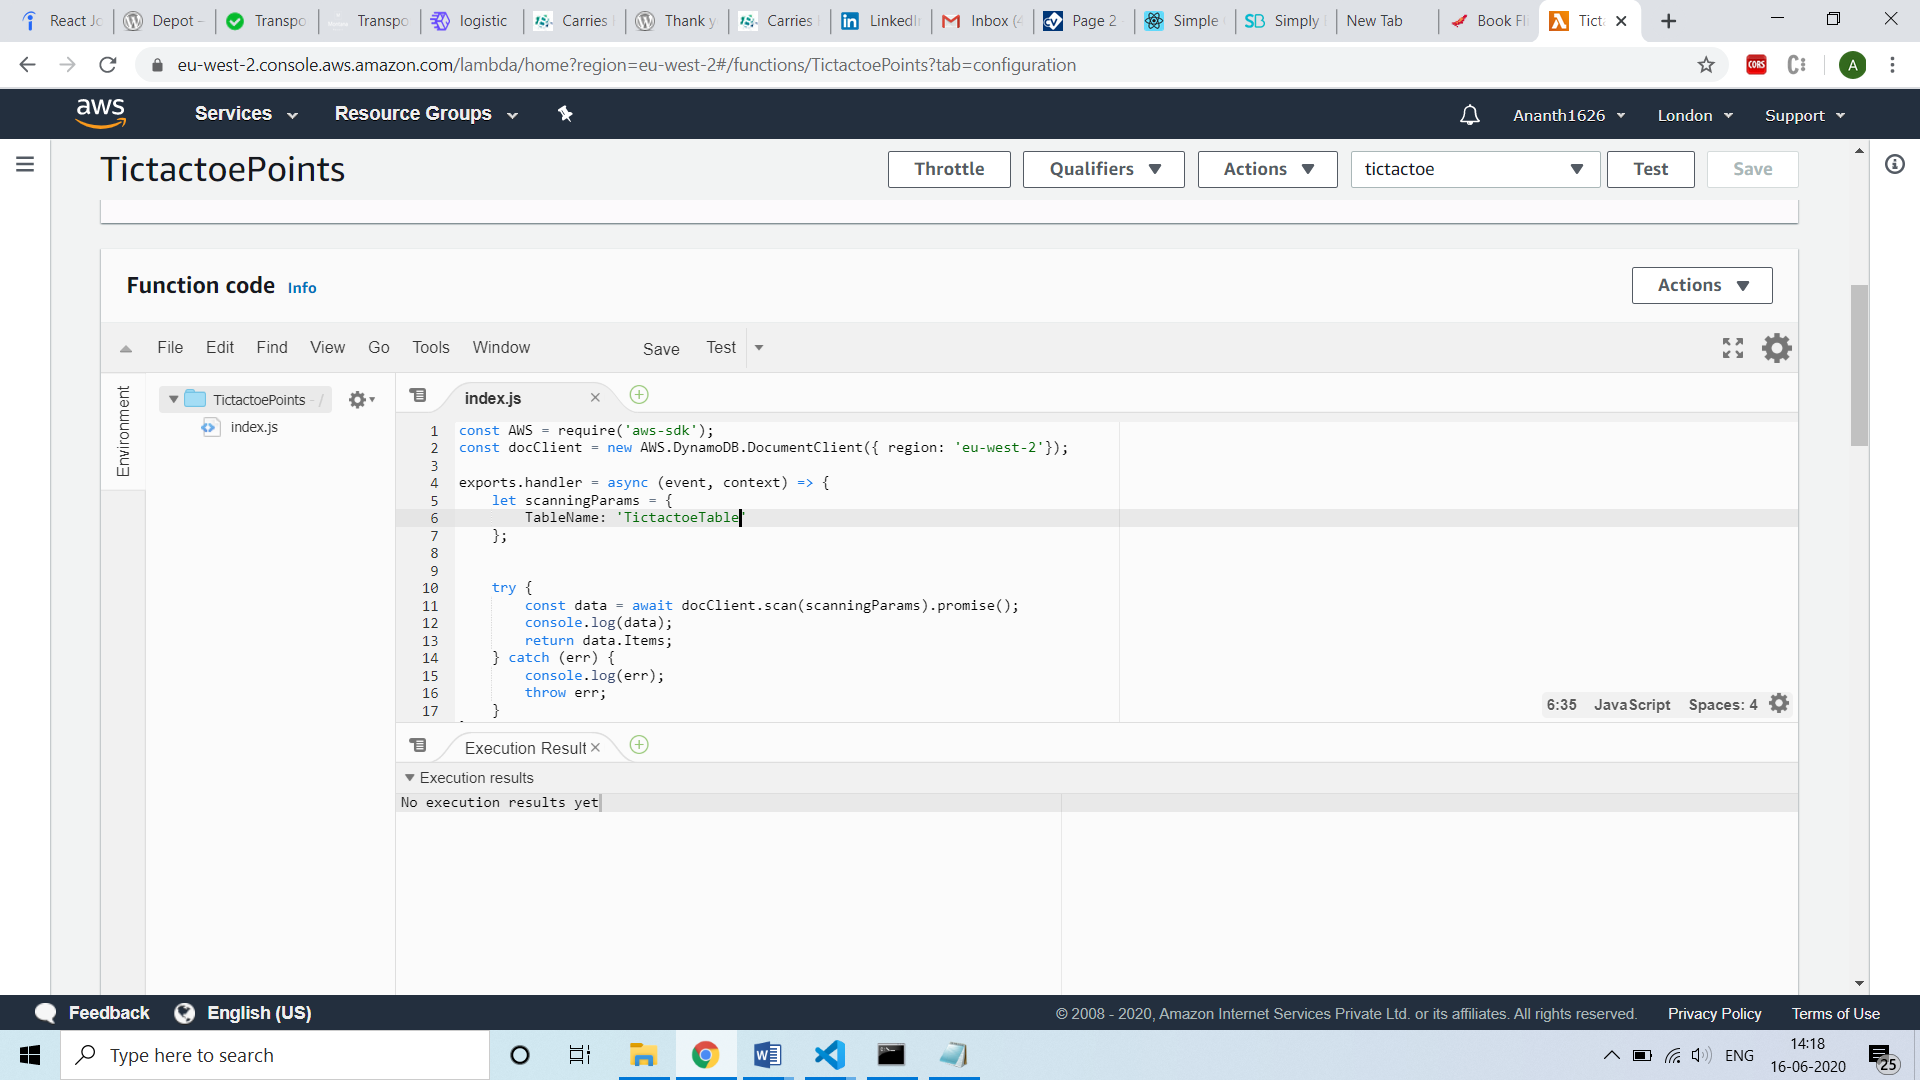 React Jo
Depot –
Transpo
Transpo
logistic
Carries
Thank y
Carries
LinkedIn
Inbox (4
Page 2
Simple
Simply
New Tab
Book Fli
Ticta
eu-west-2.console.aws.amazon.com/lambda/home?region=eu-west-2#/functions/TictactoePoints?tab=configuration
CORS
A
aws
Services
Resource Groups
Ananth1626
London
Support
TictactoePoints
Throttle
Qualifiers
Actions
tictactoe
Test
Save
Function code Info
Actions
File Edit Find View Go Tools Window Save Test
Environment
TictactoePoints - /
index.js
index.js
1 const AWS = require('aws-sdk');
2 const docClient = new AWS.DynamoDB.DocumentClient({ region: 'eu-west-2'});
3
4 exports.handler = async (event, context) => {
5 let scanningParams = {
6 TableName: 'TictactoeTable'
7 };
8
9
10 try {
11 const data = await docClient.scan(scanningParams).promise();
12 console.log(data);
13 return data.Items;
14 } catch (err) {
15 console.log(err);
16 throw err;
17 }
6:35 JavaScript Spaces: 4
Execution Result
Execution results
No execution results yet
Feedback
English (US)
© 2008 - 2020, Amazon Internet Services Private Ltd. or its affiliates. All rights reserved.
Privacy Policy
Terms of Use
Type here to search
ENG
14:18
16-06-2020
25